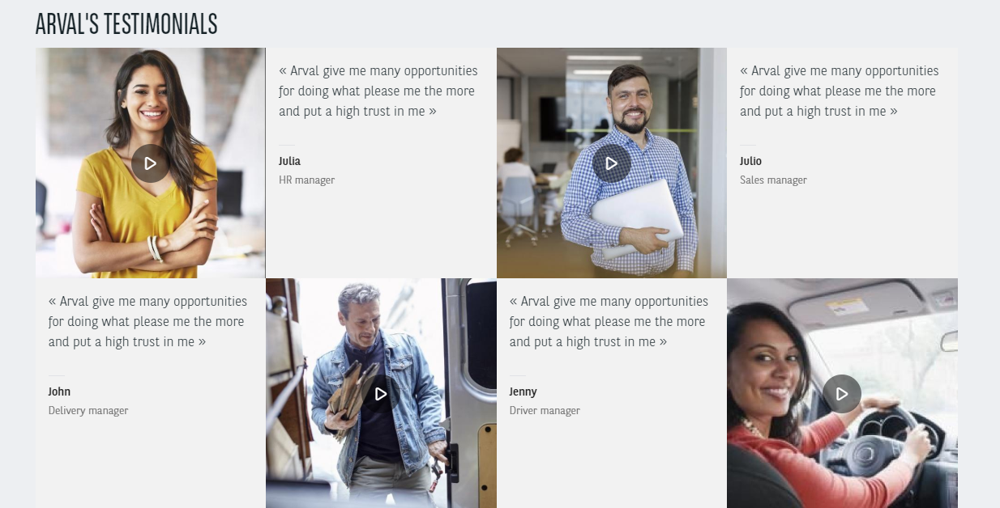 ARVAL'S TESTIMONIALS
« Arval give me many opportunities
for doing what please me the more
and put a high trust in me »
Julia
HR manager
« Arval give me many opportunities
for doing what please me the more
and put a high trust in me »
Julio
Sales manager
« Arval give me many opportunities
for doing what please me the more
and put a high trust in me »
John
Delivery manager
« Arval give me many opportunities
for doing what please me the more
and put a high trust in me »
Jenny
Driver manager